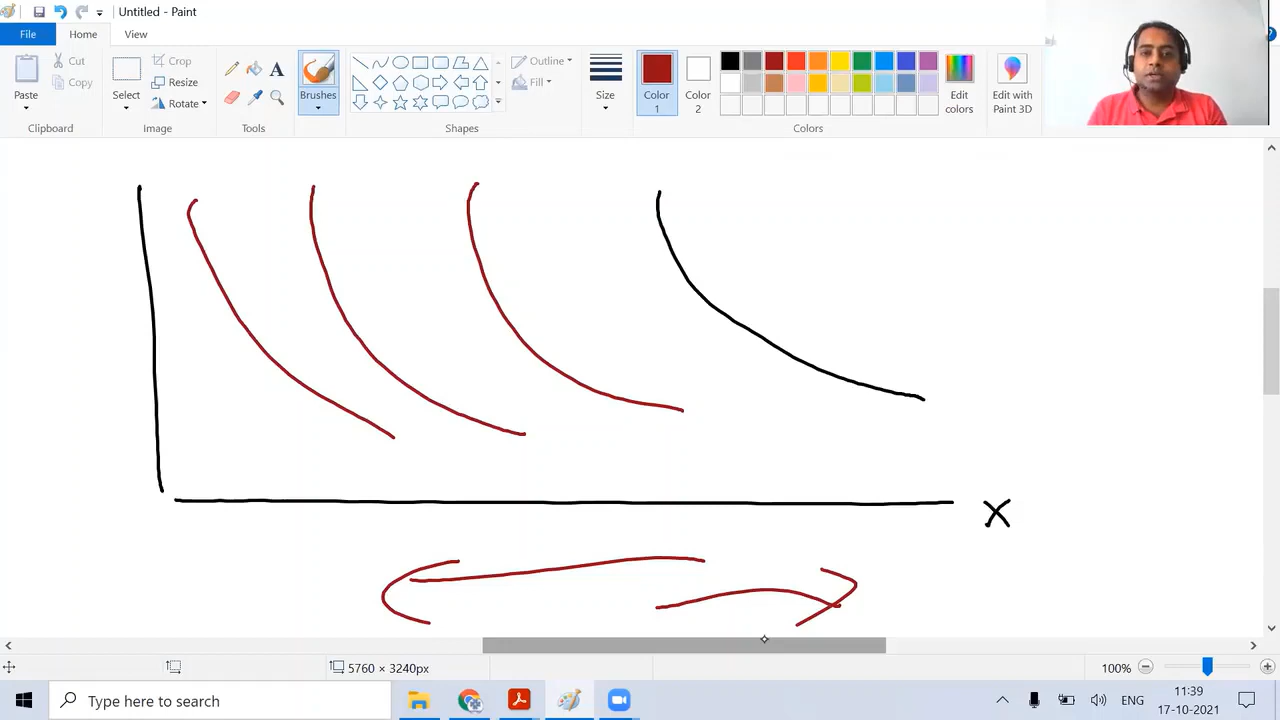 Untitled - Paint
File Home View
Paste
Cut
Copy
Clipboard
Select
Crop
Resize
Rotate
Image
A
Tools
Brushes
Outline
Fill
Shapes
Size
Color 1
Color 2
Edit colors
Colors
Edit with Paint 3D
X
5760 × 3240px
100%
Type here to search
ENG
11:39
17-10-2021